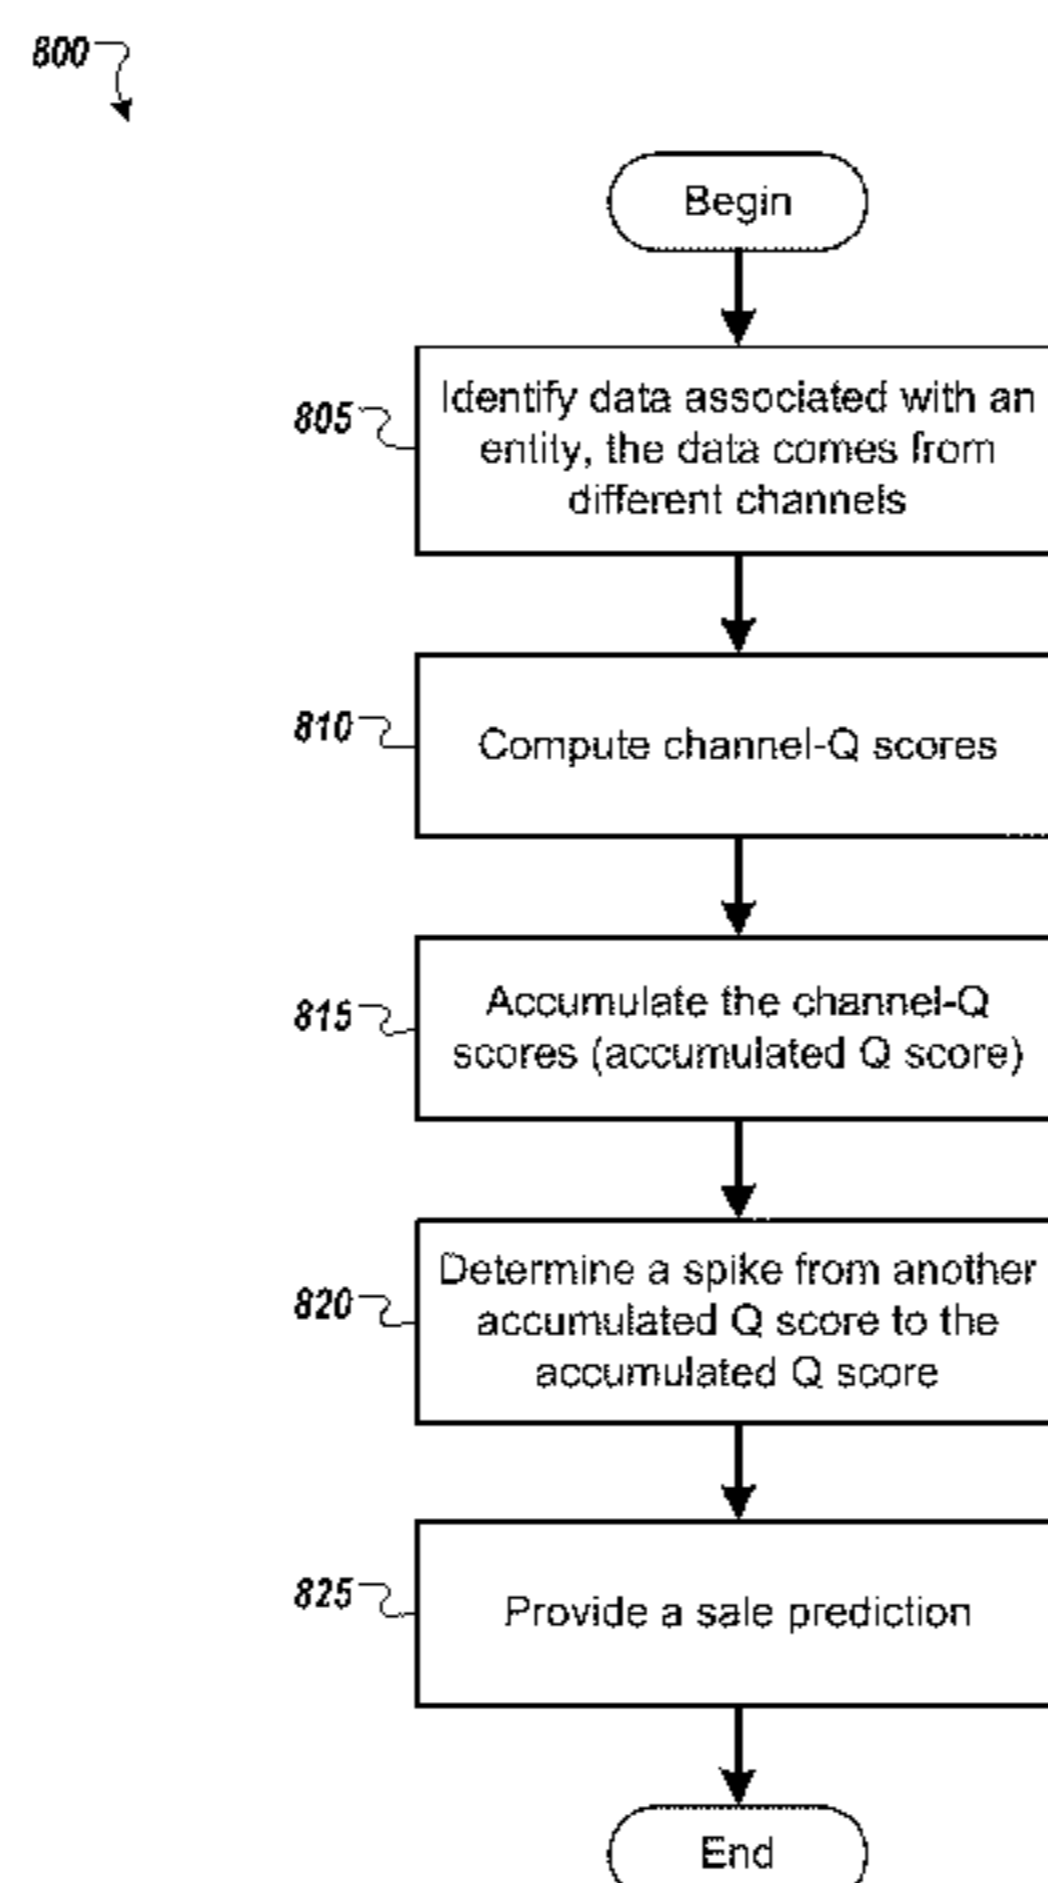 800
Begin
805
Identify data associated with an
entity, the data comes from
different channels
810
Compute channel-Q scores
815
Accumulate the channel-Q
scores (accumulated Q score)
820
Determine a spike from another
accumulated Q score to the
accumulated Q score
825
Provide a sale prediction
End